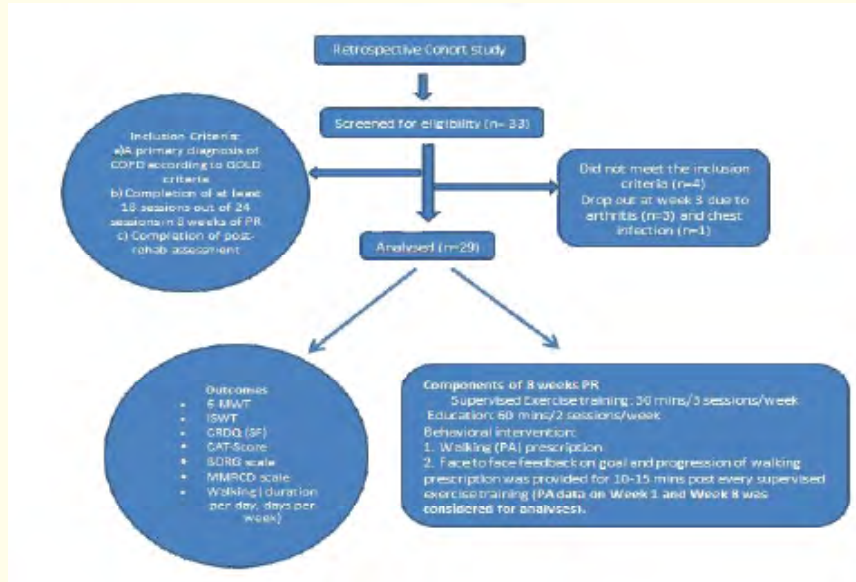 Retrospective Cohort study
Screened for eligibility (n= 33)
Inclusion Criteria:
a)A primary diagnosis of
COPD according to GOLD
criteria
b) Completion of at least
18 sessions out of 24
sessions in 8 weeks of PR
c) Completion of post-
rehab assessment
Did not meet the inclusion
criteria (n=4)
Drop out at week 3 due to
arthritis (n=3) and chest
infection (n=1)
Analysed (n=29)
Outcomes
• 6-MWT
• ISWT
• CRDQ (SF)
• CAT-Score
• BORG scale
• scale
• Walking (duration
per day, days per
week)
Components of 8 weeks PR
Supervised Exercise training: 30 mins/3 sessions/week
Education: 60 mins/2 sessions/week
Behavioral intervention:
1. Walking (PA) prescription
2. Face to face feedback on goal and progression of walking
prescription was provided for 10-15 mins post every supervised
exercise training (PA data on Week 1 and Week 8 was
considered for analyses).